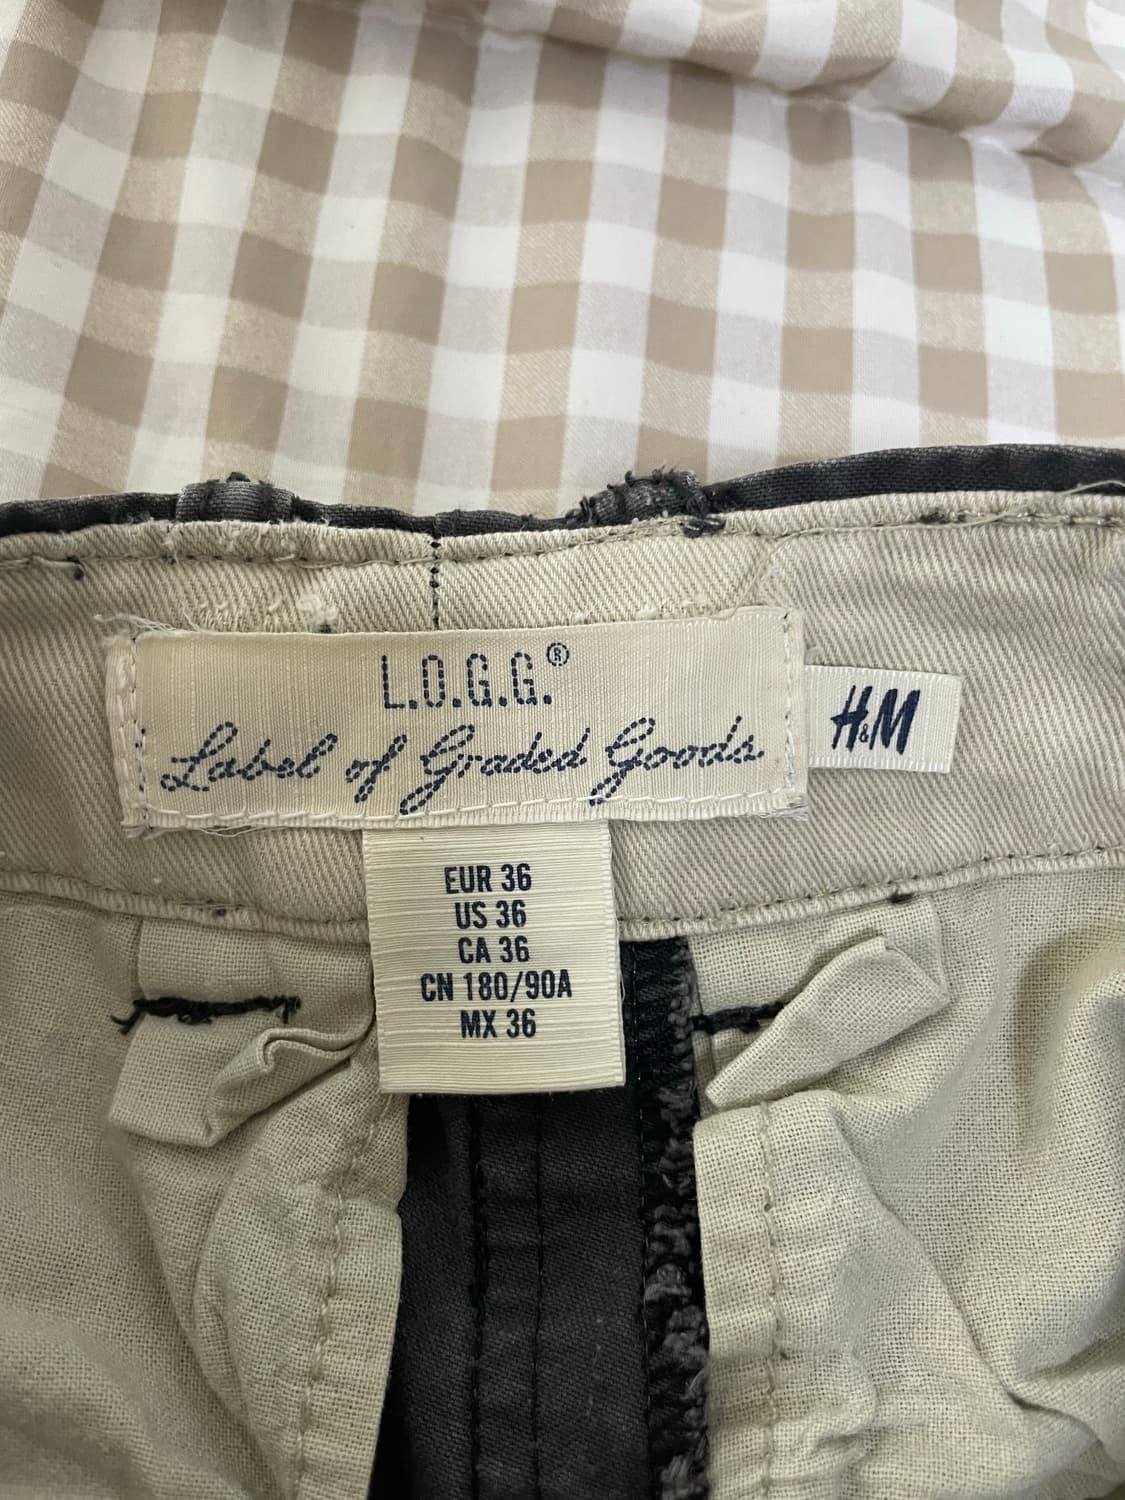 L.O.G.G.®
Label of Graded Goods
H&M
EUR 36
US 36
CA 36
CN 180/90A
MX 36